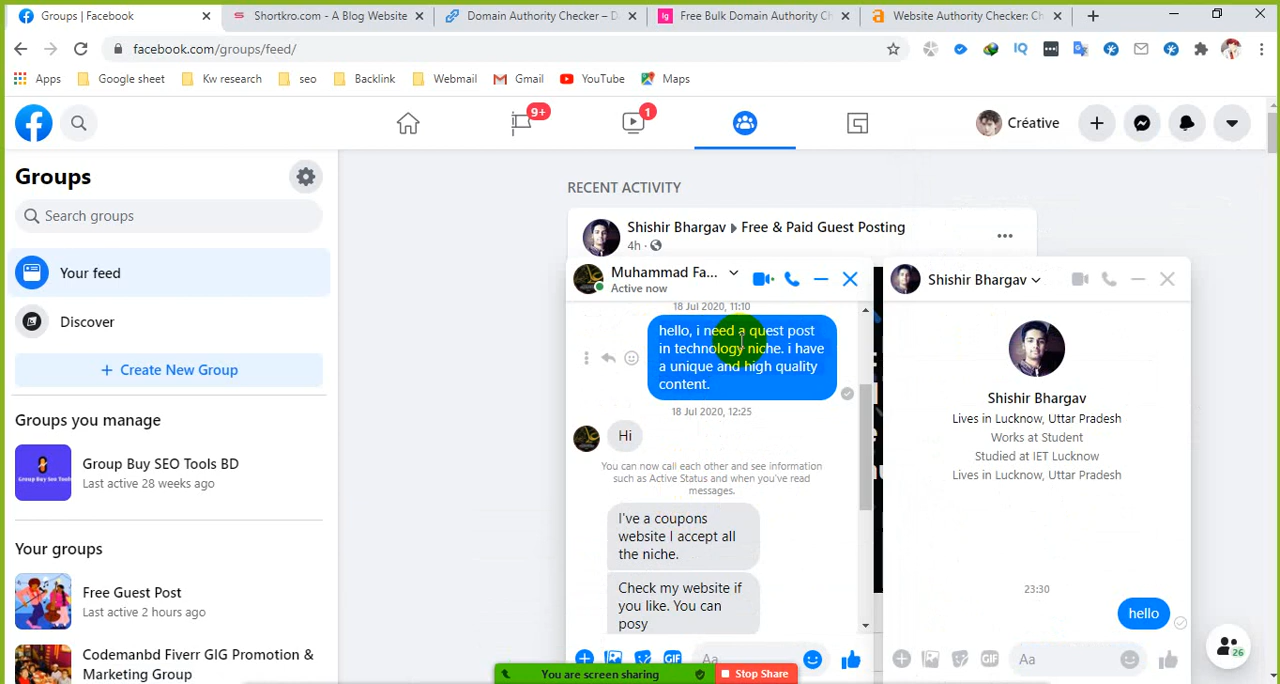 Groups | Facebook
Shortkro.com - A Blog Website
Domain Authority Checker – D
Free Bulk Domain Authority Ch
Website Authority Checker: Ch
facebook.com/groups/feed/
IQ
Apps
Google sheet
Kw research
seo
Backlink
Webmail
Gmail
YouTube
Maps
9+
1
Créative
Groups
Search groups
Your feed
Discover
+ Create New Group
Groups you manage
Group Buy SEO Tools BD
Last active 28 weeks ago
Your groups
Free Guest Post
Last active 2 hours ago
Codemanbd Fiverr GIG Promotion &
Marketing Group
RECENT ACTIVITY
Shishir Bhargav ▸ Free & Paid Guest Posting
4h
Muhammad Fa...
Active now
18 Jul 2020, 11:10
hello, i need a quest post
in technology niche. i have
a unique and high quality
content.
18 Jul 2020, 12:25
Hi
You can now call each other and see information
such as Active Status and when you've read
messages.
I've a coupons
website I accept all
the niche.
Check my website if
you like. You can
posy
GIF
Aa
Shishir Bhargav
Shishir Bhargav
Lives in Lucknow, Uttar Pradesh
Works at Student
Studied at IET Lucknow
Lives in Lucknow, Uttar Pradesh
23:30
hello
GIF
Aa
26
You are screen sharing
Stop Share